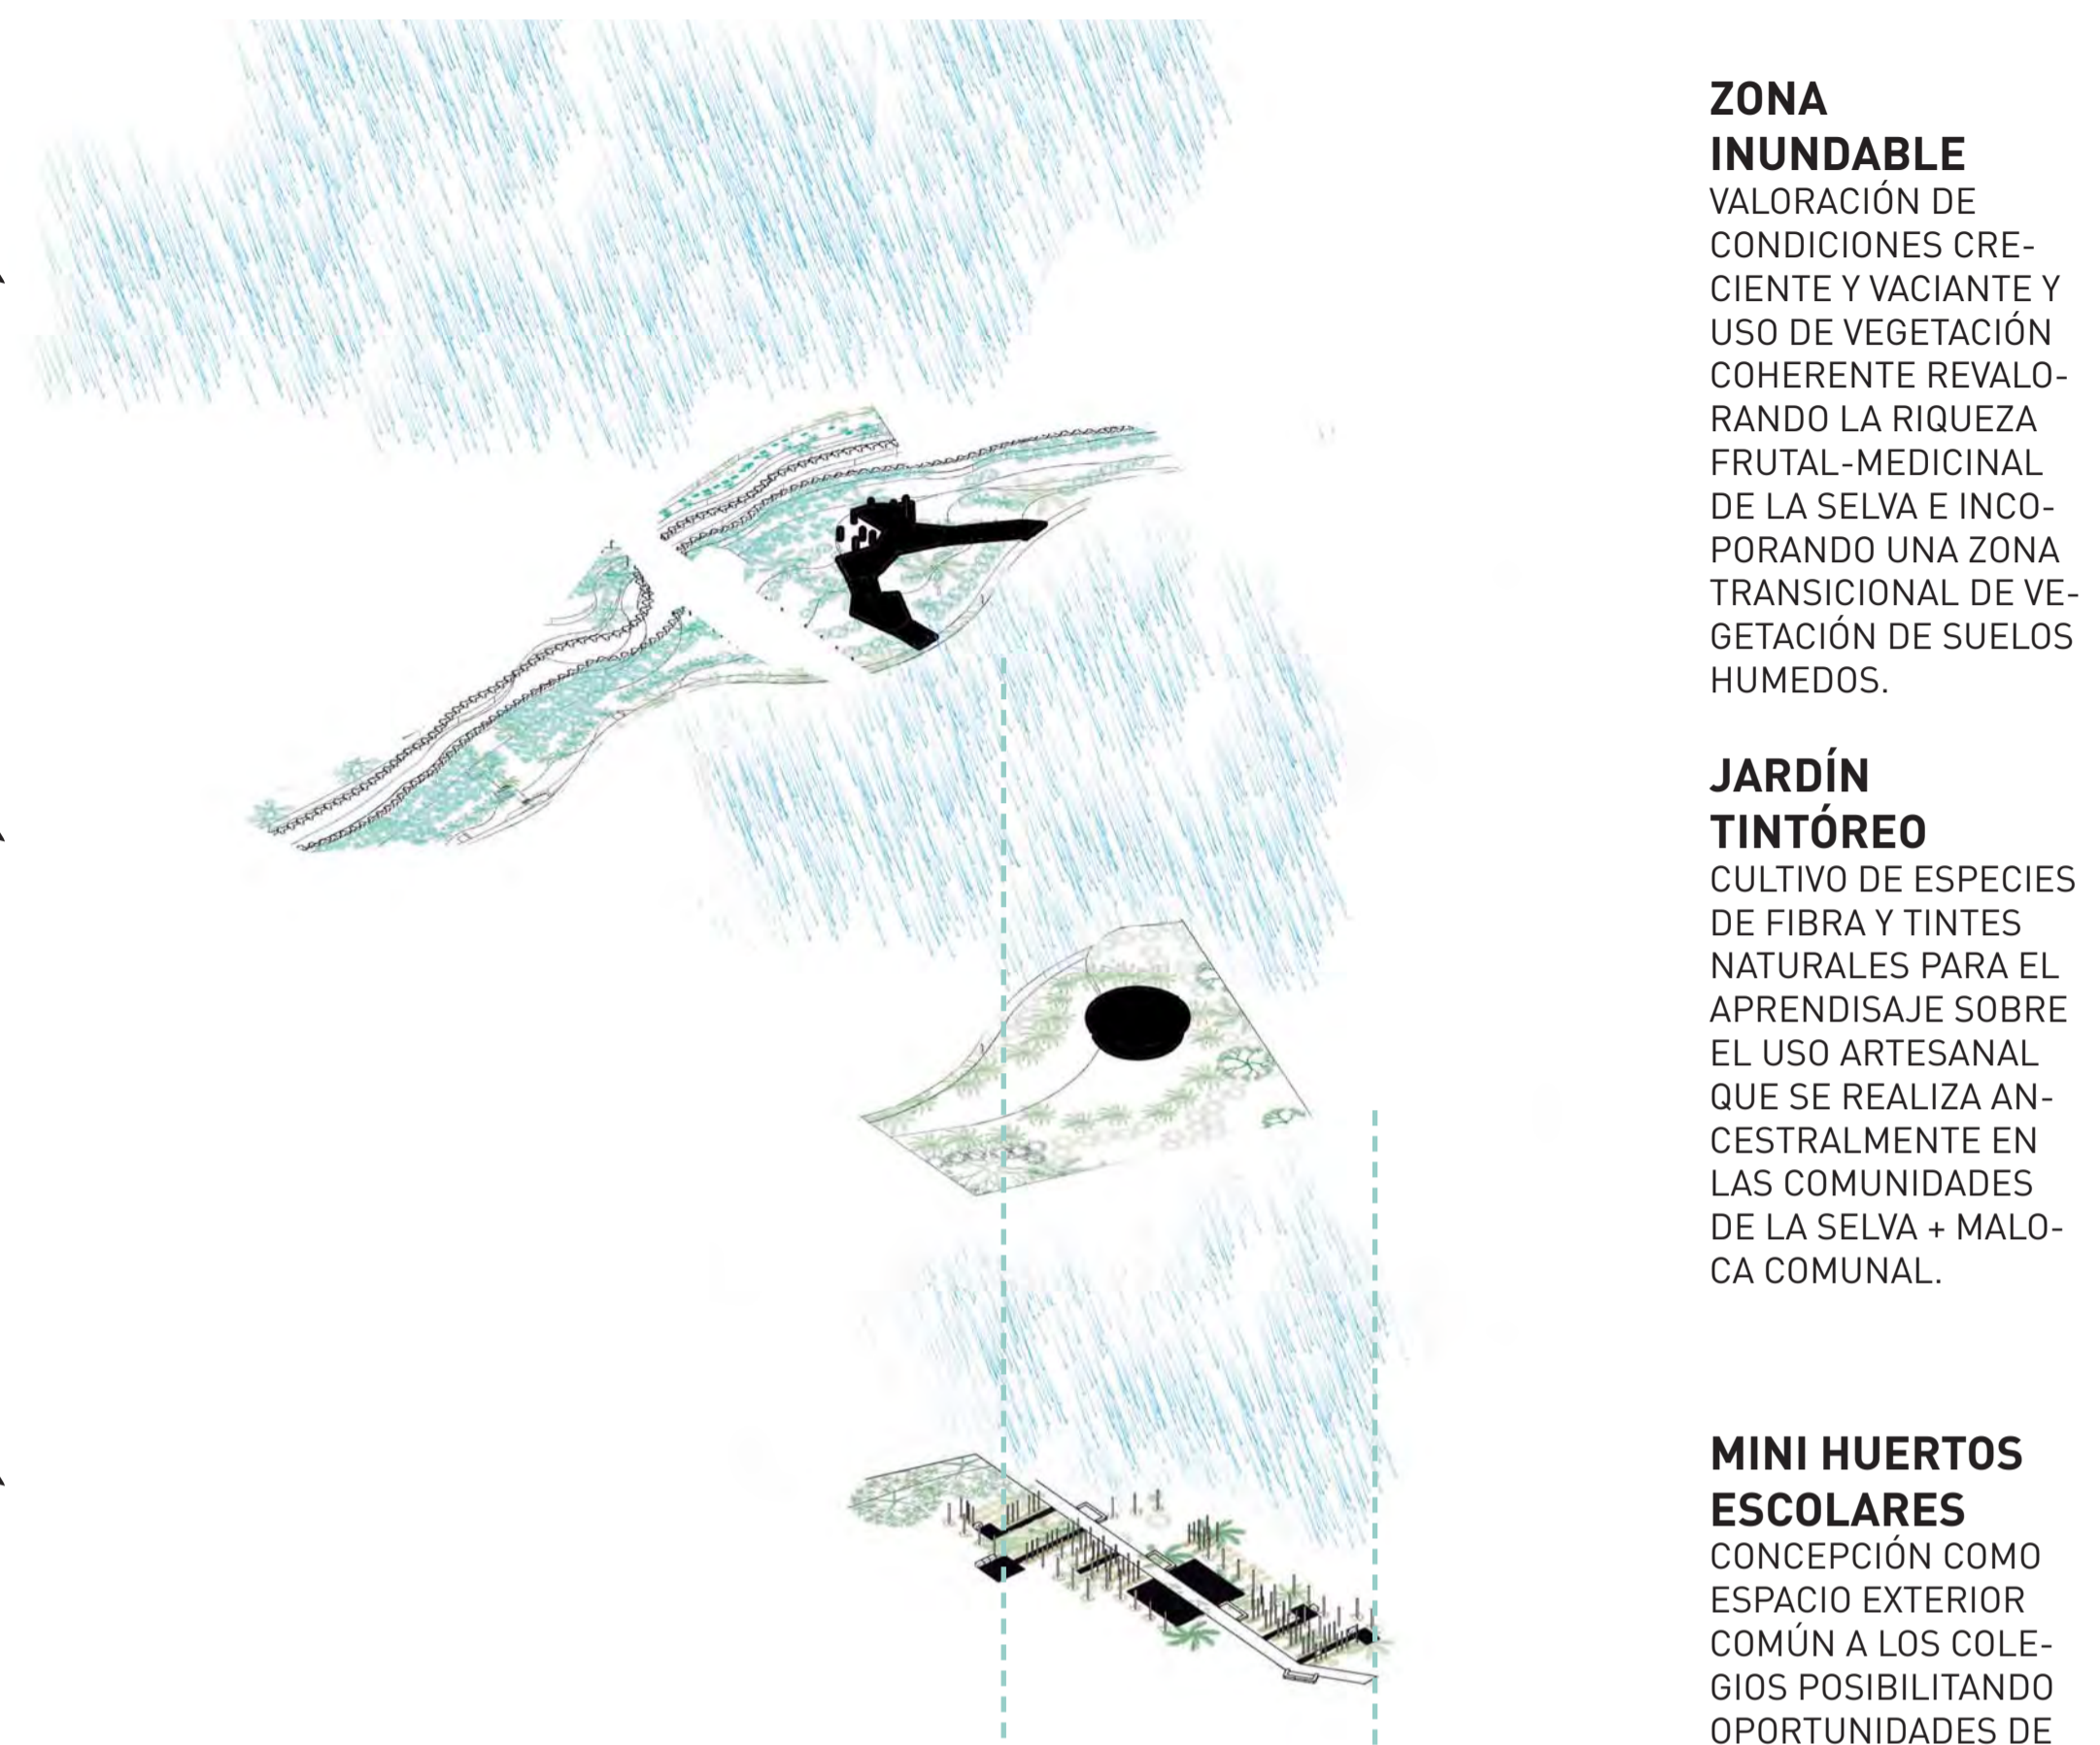 ZONA
INUNDABLE
VALORACIÓN DE
CONDICIONES CRE-
CIENTE Y VACIANTE Y
USO DE VEGETACIÓN
COHERENTE REVALO-
RANDO LA RIQUEZA
FRUTAL-MEDICINAL
DE LA SELVA E INCO-
PORANDO UNA ZONA
TRANSICIONAL DE VE-
GETACIÓN DE SUELOS
HUMEDOS.
JARDÍN
TINTÓREO
CULTIVO DE ESPECIES
DE FIBRA Y TINTES
NATURALES PARA EL
APRENDISAJE SOBRE
EL USO ARTESANAL
QUE SE REALIZA AN-
CESTRALMENTE EN
LAS COMUNIDADES
DE LA SELVA + MALO-
CA COMUNAL.
MINI HUERTOS
ESCOLARES
CONCEPCIÓN COMO
ESPACIO EXTERIOR
COMÚN A LOS COLE-
GIOS POSIBILITANDO
OPORTUNIDADES DE